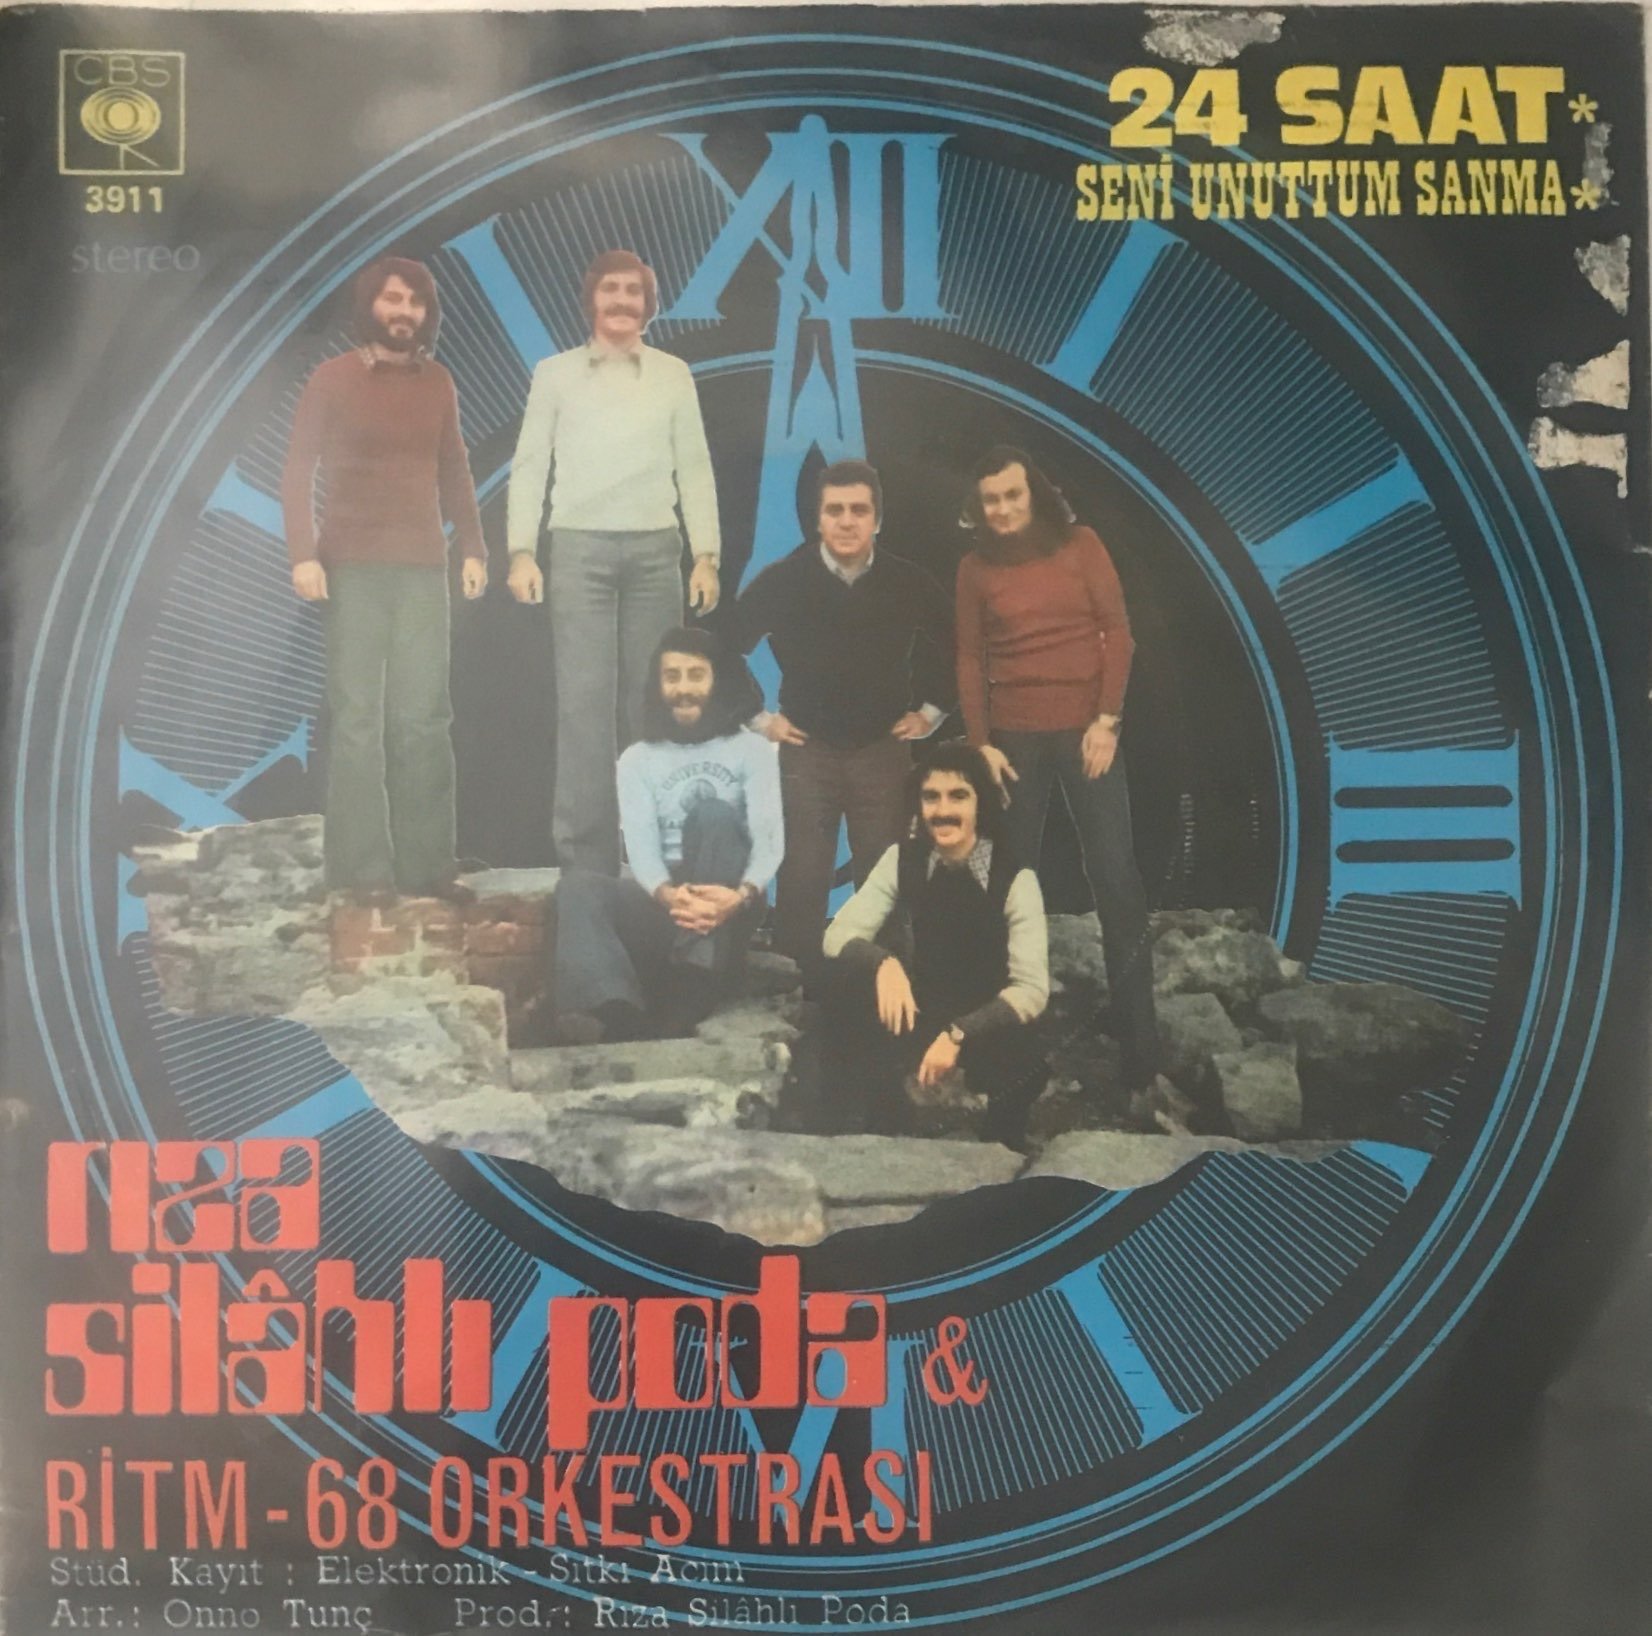 CBS
3911
stereo
24 SAAT*
SENİ UNUTTUM SANMA*
XII
UNIVERSITY
rıza
silâhlı poda &
RİTM - 68 ORKESTRASI
Stüd. Kayıt : Elektronik - Sıtkı Acım
Arr.: Onno Tunç Prod.: Rıza Silâhlı Poda